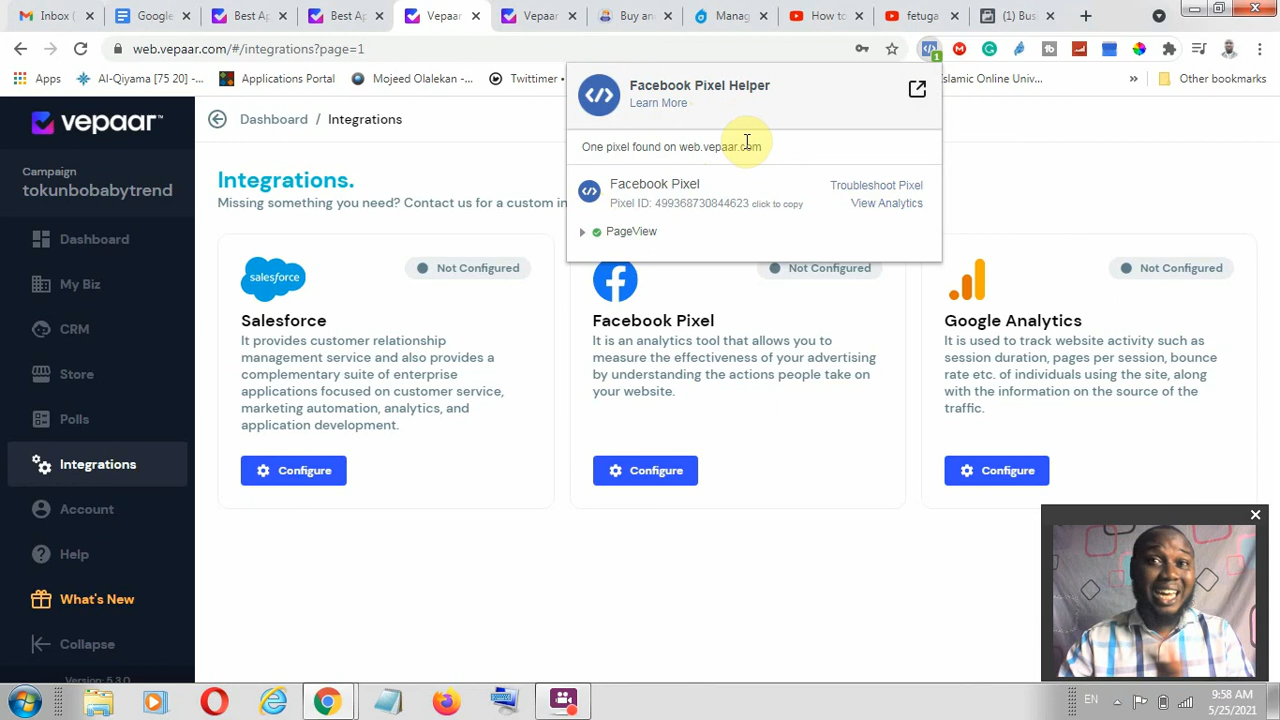 Inbox (
Google
Best Ap
Best Ap
Vepaar
Vepaar
Buy and
Manag
How to
fetuga
(1) Bus
web.vepaar.com/#/integrations?page=1
Apps
Al-Qiyama [75 20] -...
Applications Portal
Mojeed Olalekan -...
Twittimer
Islamic Online Univ...
»
Other bookmarks
Facebook Pixel Helper
Learn More
One pixel found on web.vepaar.com
Facebook Pixel
Troubleshoot Pixel
Pixel ID: 499368730844623 click to copy
View Analytics
PageView
vepaar
Dashboard / Integrations
Campaign
tokunbobabytrend
Dashboard
My Biz
CRM
Store
Polls
Integrations
Account
Help
What's New
Collapse
Version: 5.3.0
Integrations.
Missing something you need? Contact us for a custom in
salesforce
Not Configured
Salesforce
It provides customer relationship
management service and also provides a
complementary suite of enterprise
applications focused on customer service,
marketing automation, analytics, and
application development.
Configure
Not Configured
Facebook Pixel
It is an analytics tool that allows you to
measure the effectiveness of your advertising
by understanding the actions people take on
your website.
Configure
Not Configured
Google Analytics
It is used to track website activity such as
session duration, pages per session, bounce
rate etc. of individuals using the site, along
with the information on the source of the
traffic.
Configure
EN
9:58 AM
5/25/2021